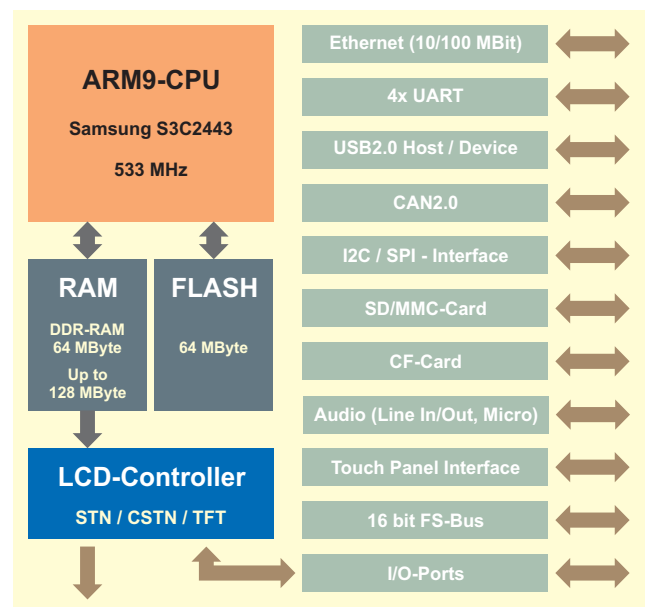 ARM9-CPU
Samsung S3C2443
533 MHz
RAM
DDR-RAM
64 MByte
Up to
128 MByte
FLASH
64 MByte
LCD-Controller
STN / CSTN / TFT
Ethernet (10/100 MBit)
4x UART
USB2.0 Host / Device
CAN2.0
I2C / SPI - Interface
SD/MMC-Card
CF-Card
Audio (Line In/Out, Micro)
Touch Panel Interface
16 bit FS-Bus
I/O-Ports